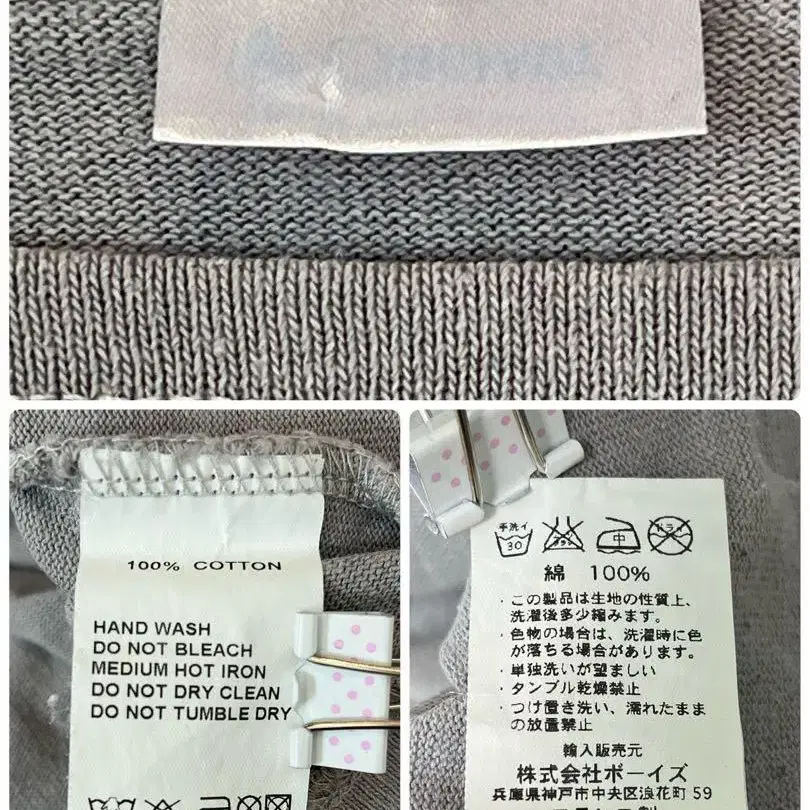 100% COTTON
HAND WASH
DO NOT BLEACH
MEDIUM HOT IRON
DO NOT DRY CLEAN
DO NOT TUMBLE DRY
手洗イ
30
中
ドライ
綿 100%
・この製品は生地の性質上、
洗濯後多少縮みます。
・色物の場合は、洗濯時に色
が落ちる場合があります。
・単独洗いが望ましい
・タンブル乾燥禁止
・つけ置き洗い、濡れたまま
の放置禁止
輸入販売元
株式会社ボーイズ
兵庫県神戸市中央区浪花町 59